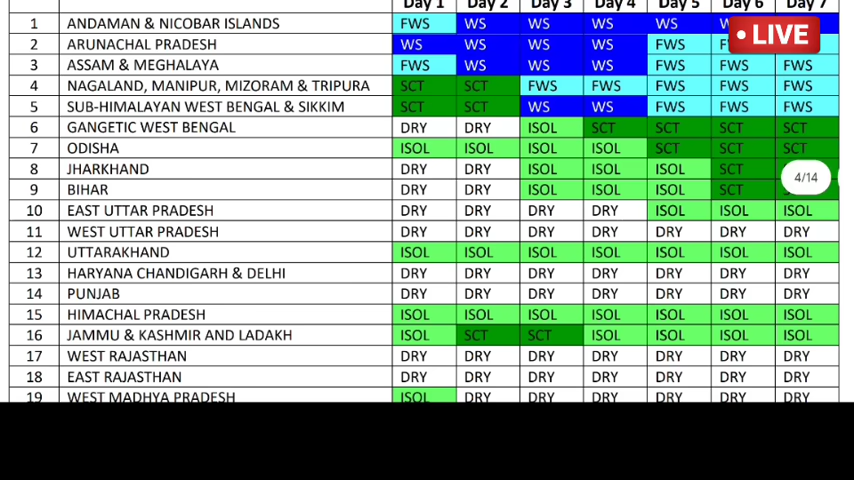 Day 1 Day 2 Day 3 Day 4 Day 5 Day 6 Day 7
1 ANDAMAN & NICOBAR ISLANDS FWS WS WS WS WS
• LIVE
2 ARUNACHAL PRADESH WS WS WS WS FWS
3 ASSAM & MEGHALAYA FWS WS WS WS FWS FWS FWS
4 NAGALAND, MANIPUR, MIZORAM & TRIPURA SCT SCT FWS FWS FWS FWS FWS
5 SUB-HIMALAYAN WEST BENGAL & SIKKIM SCT SCT WS WS FWS FWS FWS
6 GANGETIC WEST BENGAL DRY DRY ISOL SCT SCT SCT SCT
7 ODISHA ISOL ISOL ISOL ISOL SCT SCT SCT
8 JHARKHAND DRY DRY ISOL ISOL ISOL SCT
4/14
9 BIHAR DRY DRY ISOL ISOL ISOL SCT
10 EAST UTTAR PRADESH DRY DRY DRY DRY ISOL ISOL ISOL
11 WEST UTTAR PRADESH DRY DRY DRY DRY DRY DRY DRY
12 UTTARAKHAND ISOL ISOL ISOL ISOL ISOL ISOL ISOL
13 HARYANA CHANDIGARH & DELHI DRY DRY DRY DRY DRY DRY DRY
14 PUNJAB DRY DRY DRY DRY DRY DRY DRY
15 HIMACHAL PRADESH ISOL ISOL ISOL ISOL ISOL ISOL ISOL
16 JAMMU & KASHMIR AND LADAKH ISOL SCT SCT ISOL ISOL ISOL ISOL
17 WEST RAJASTHAN DRY DRY DRY DRY DRY DRY DRY
18 EAST RAJASTHAN DRY DRY DRY DRY DRY DRY DRY
19 WEST MADHYA PRADESH ISOL DRY DRY DRY DRY DRY DRY